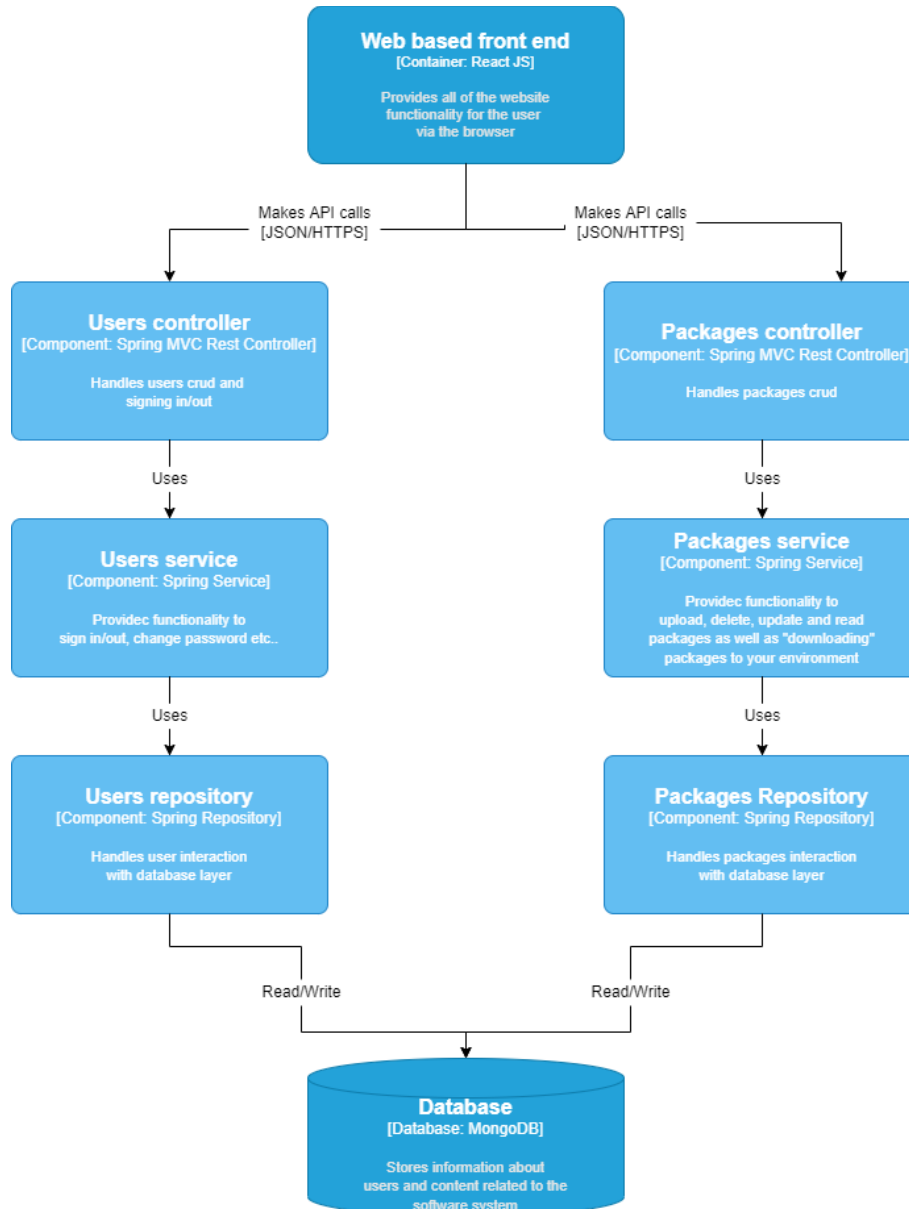 Web based front end
[Container: React JS]
Provides all of the website
functionality for the user
via the browser
Makes API calls
[JSON/HTTPS]
Makes API calls
[JSON/HTTPS]
Users controller
[Component: Spring MVC Rest Controller]
Handles users crud and
signing in/out
Packages controller
[Component: Spring MVC Rest Controller]
Handles packages crud
Uses
Uses
Users service
[Component: Spring Service]
Providec functionality to
sign in/out, change password etc..
Packages service
[Component: Spring Service]
Providec functionality to
upload, delete, update and read
packages as well as "downloading"
packages to your environment
Uses
Uses
Users repository
[Component: Spring Repository]
Handles user interaction
with database layer
Packages Repository
[Component: Spring Repository]
Handles packages interaction
with database layer
Read/Write
Read/Write
Database
[Database: MongoDB]
Stores information about
users and content related to the
software system